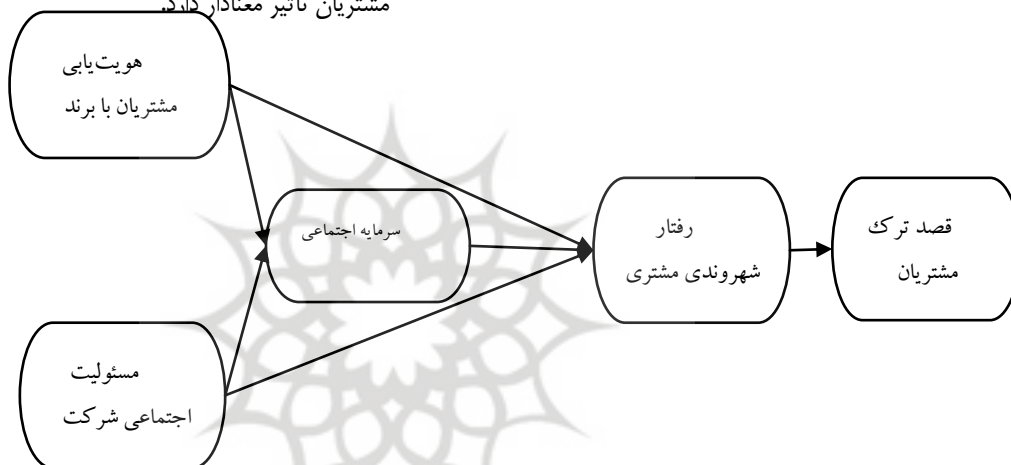 مشتریان تأثیر معنادار دارد.
هویت‌یابی
مشتریان با برند
سرمایه اجتماعی
رفتار
شهروندی مشتری
قصد ترک
مشتریان
مسئولیت
اجتماعی شرکت